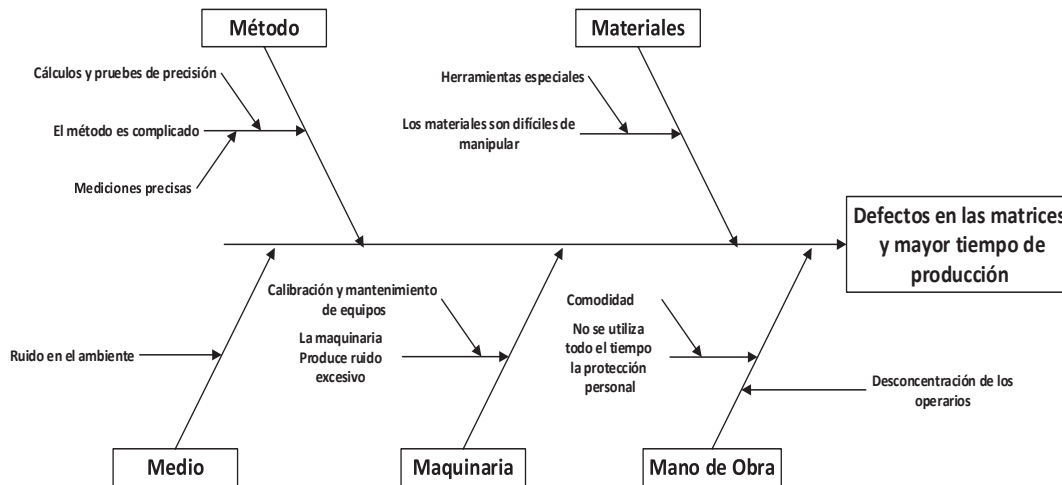 Método
Materiales
Cálculos y pruebes de precisión
Herramientas especiales
El método es complicado
Los materiales son difíciles de
manipular
Mediciones precisas
Defectos en las matrices
y mayor tiempo de
producción
Calibración y mantenimiento
de equipos
Comodidad
La maquinaria
Produce ruido
excesivo
No se utiliza
todo el tiempo
la protección
personal
Ruido en el ambiente
Desconcentración de los
operarios
Medio
Maquinaria
Mano de Obra